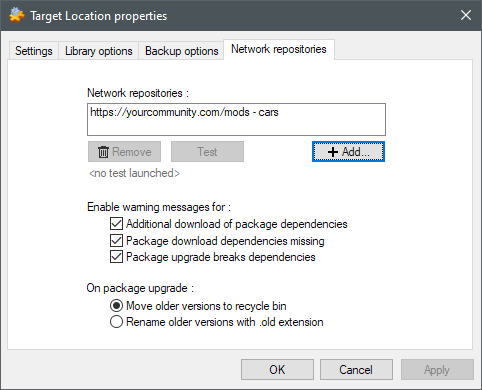 Target Location properties
Settings
Library options
Backup options
Network repositories
Network repositories :
https://yourcommunity.com/mods - cars
Remove
Test
Add...
<no test launched>
Enable warning messages for :
Additional download of package dependencies
Package download dependencies missing
Package upgrade breaks dependencies
On package upgrade :
Move older versions to recycle bin
Rename older versions with .old extension
OK
Cancel
Apply